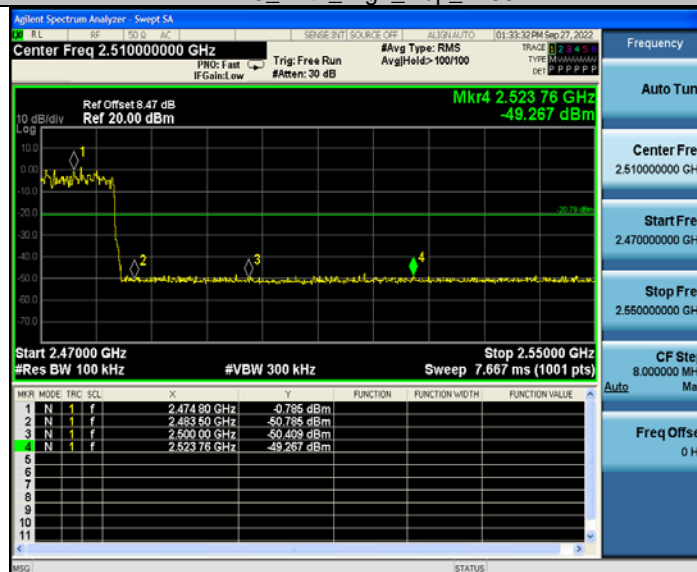 Agilent Spectrum Analyzer - Swept SA
RL RF 50 Ω AC SENSE:INT SOURCE OFF ALIGN AUTO 01:33:32 PM Sep 27, 2022
Center Freq 2.510000000 GHz
#Avg Type: RMS
TRACE 1 2 3 4 5 6
PNO: Fast Trig: Free Run Avg|Hold:> 100/100
TYPE M
IFGain:Low #Atten: 30 dB
DET P P P P P P
Mkr4 2.523 76 GHz
-49.267 dBm
Ref Offset 8.47 dB
10 dB/div Ref 20.00 dBm
Log
10.0
0.00
-10.0
-20.0
-30.0
-40.0
-50.0
-60.0
-70.0
1
2
3
4
-20.79 dBm
Start 2.47000 GHz Stop 2.55000 GHz
#Res BW 100 kHz #VBW 300 kHz Sweep 7.667 ms (1001 pts)
MKR MODE TRC SCL X Y FUNCTION FUNCTION WIDTH FUNCTION VALUE
1 N 1 f 2.474 80 GHz -0.785 dBm
2 N 1 f 2.483 50 GHz -50.785 dBm
3 N 1 f 2.500 00 GHz -50.409 dBm
4 N 1 f 2.523 76 GHz -49.267 dBm
5
6
7
8
9
10
11
MSG STATUS
Frequency
Auto Tun
Center Fre
2.510000000 GH
Start Fre
2.470000000 GH
Stop Fre
2.550000000 GH
CF Ste
8.000000 MH
Auto Ma
Freq Offse
0 H